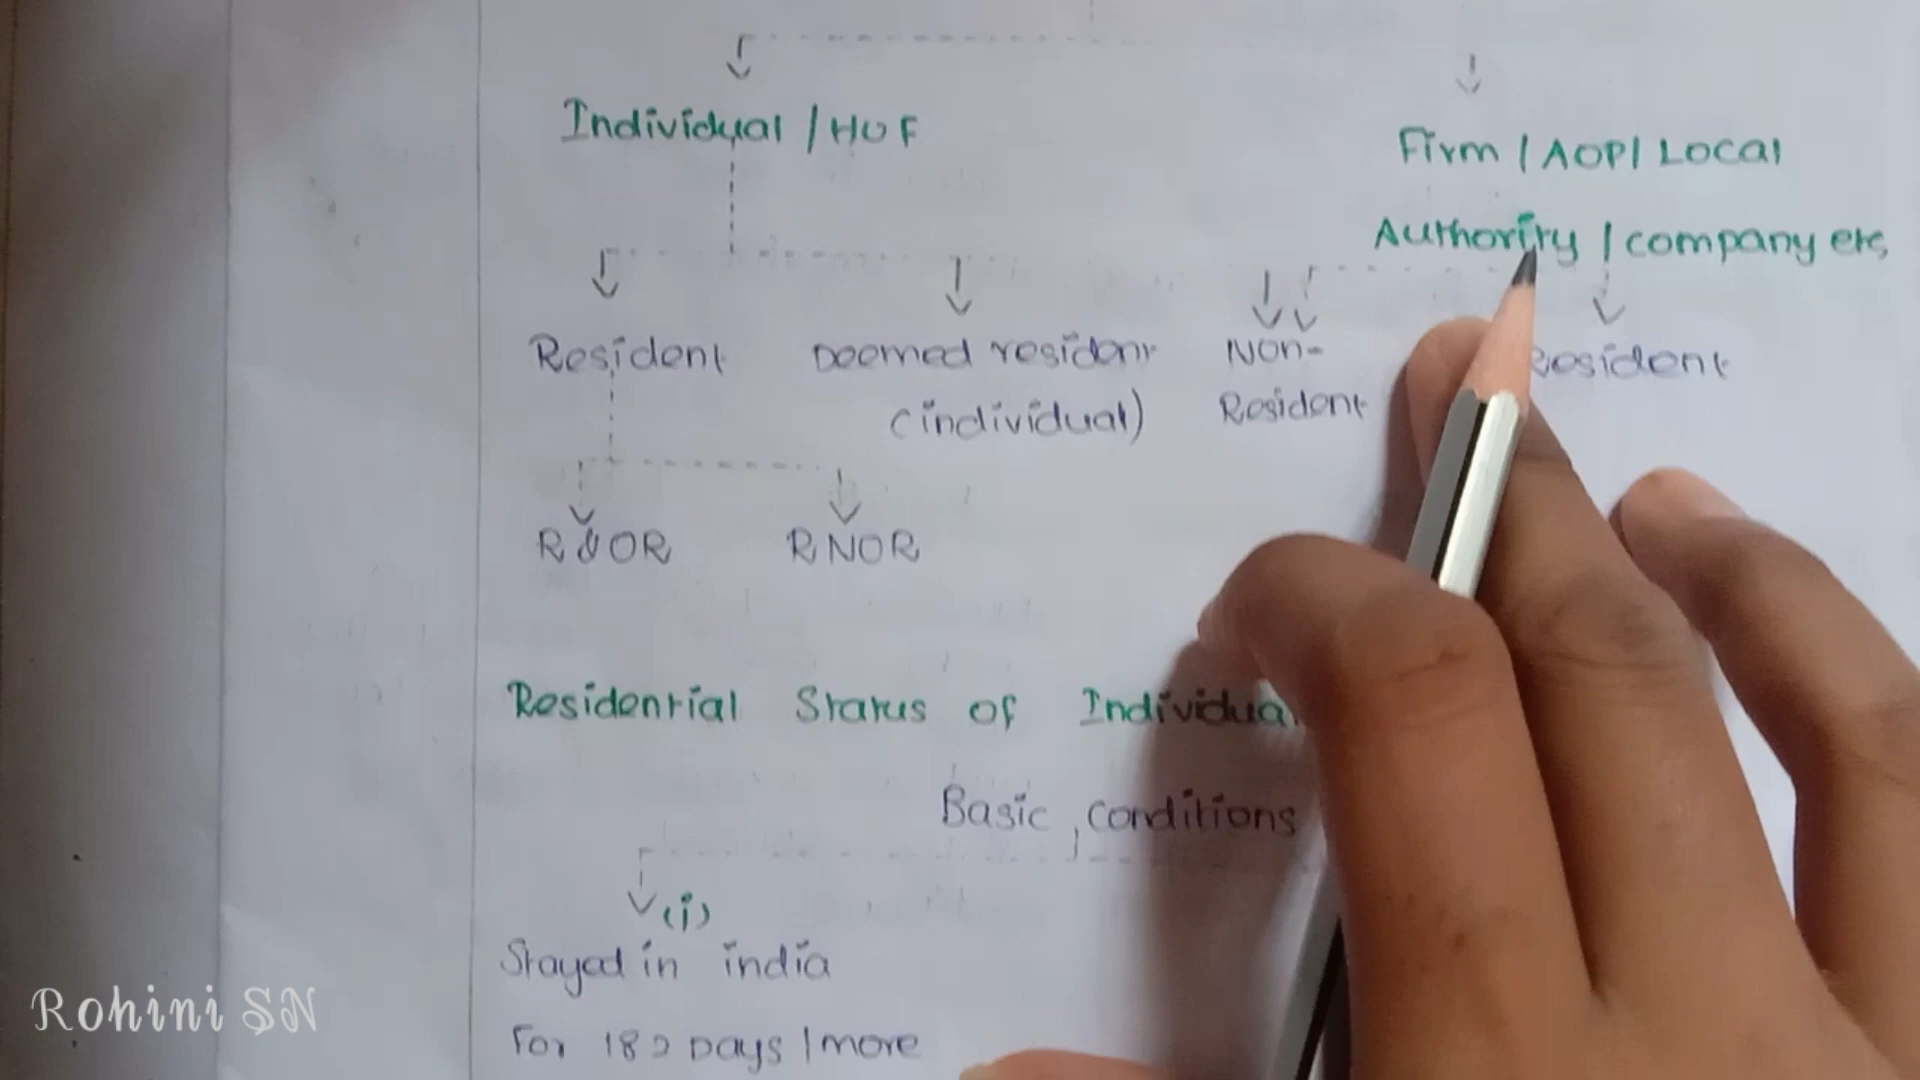 Individual / HUF
Firm / AOP / Local
Authority / company etc
Resident
Deemed resident
(individual)
Non-
Resident
Resident
R & OR
RNOR
Residential Status of Individual
Basic conditions
(i)
Stayed in india
For 182 Days / more
Rohini SN